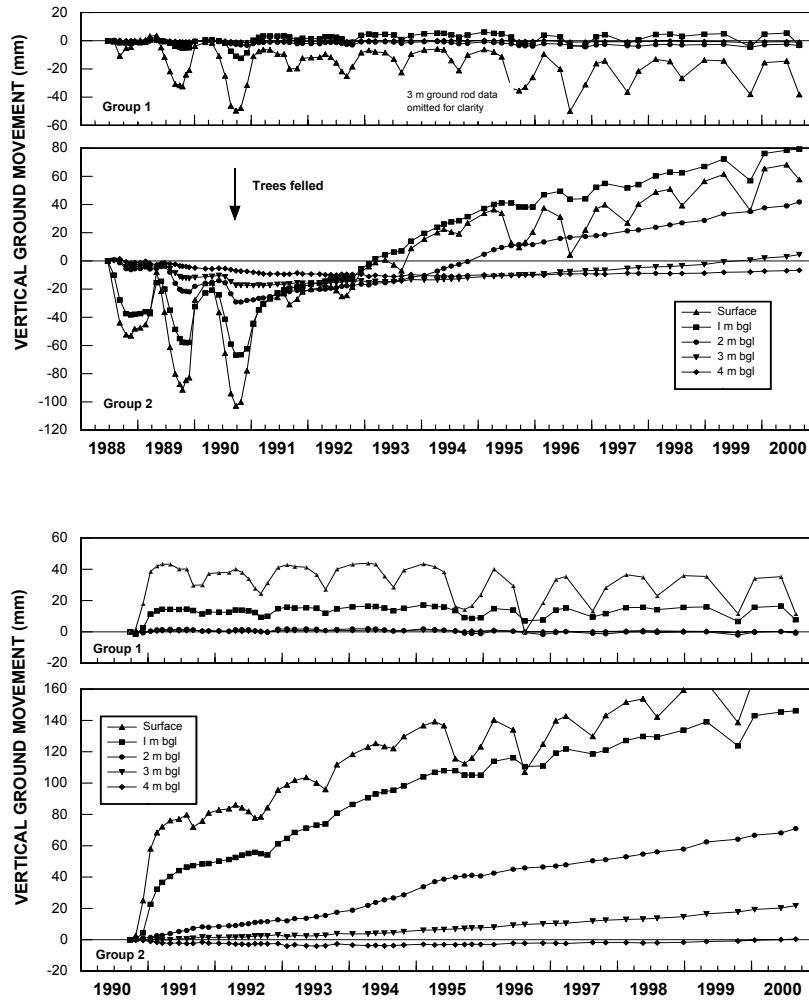 VERTICAL GROUND MOVEMENT (mm)
20
0
-20
-40
-60
Group 1
3 m ground rod data
omitted for clarity
80
60
40
20
0
-20
-40
-60
-80
-100
-120
Trees felled
Group 2
Surface
1 m bgl
2 m bgl
3 m bgl
4 m bgl
1988 1989 1990 1991 1992 1993 1994 1995 1996 1997 1998 1999 2000
VERTICAL GROUND MOVEMENT (mm)
60
40
20
0
-20
Group 1
160
140
120
100
80
60
40
20
0
-20
Surface
1 m bgl
2 m bgl
3 m bgl
4 m bgl
Group 2
1990 1991 1992 1993 1994 1995 1996 1997 1998 1999 2000